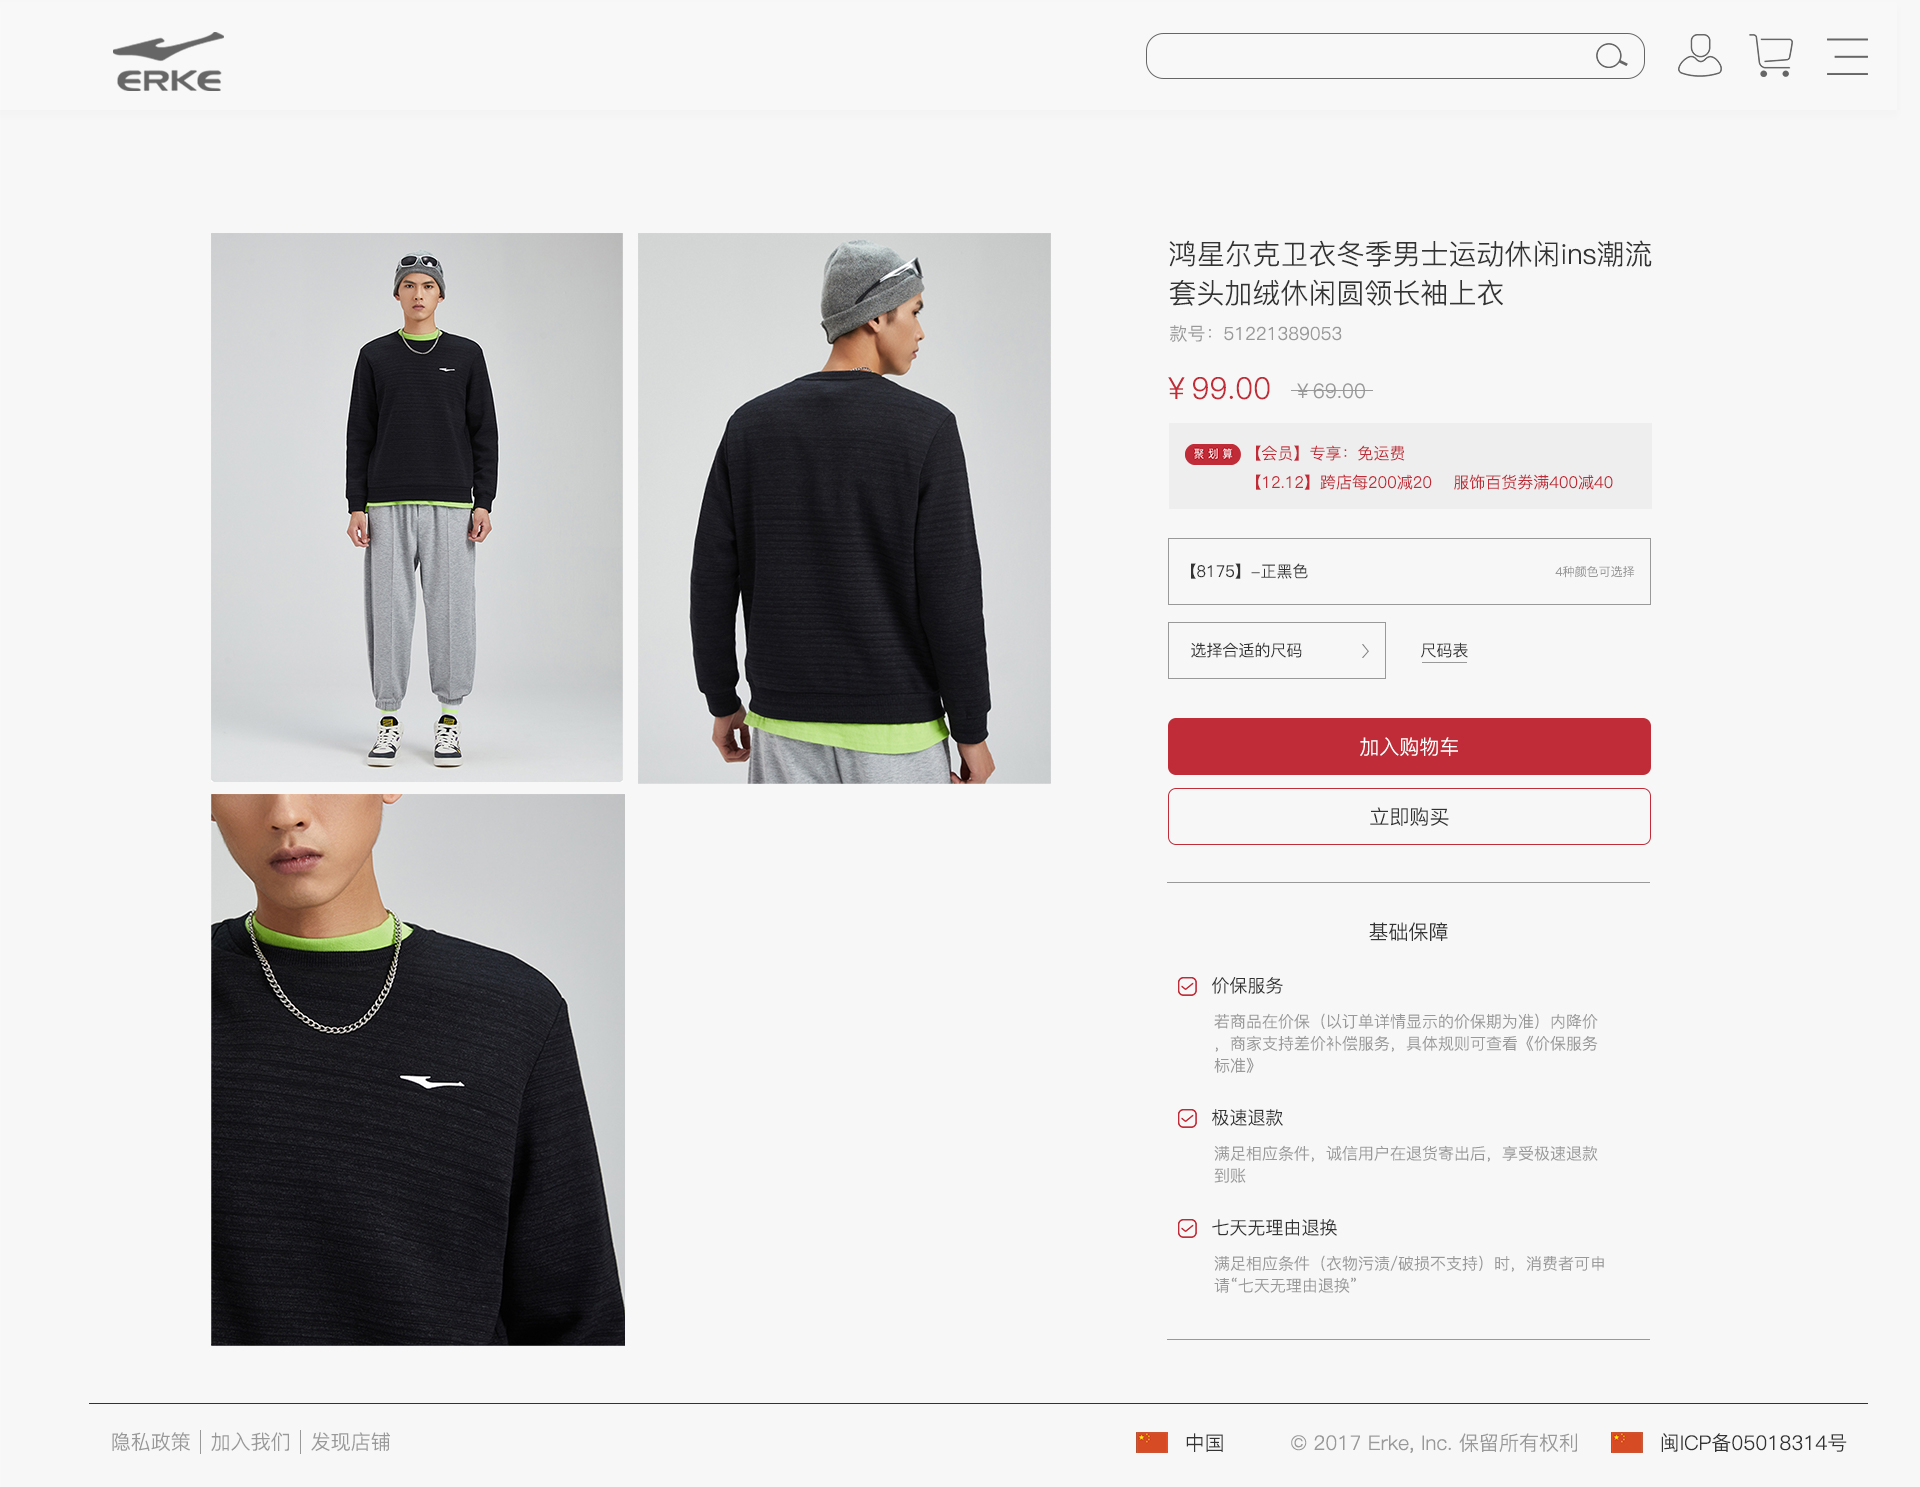 ERKE
鸿星尔克卫衣冬季男士运动休闲ins潮流
套头加绒休闲圆领长袖上衣
款号：51221389053
¥ 99.00 ¥ 69.00
聚划算 【会员】专享：免运费
【12.12】跨店每200减20 服饰百货券满400减40
【8175】-正黑色 4种颜色可选择
选择合适的尺码 尺码表
加入购物车
立即购买
基础保障
价保服务
若商品在价保（以订单详情显示的价保期为准）内降价
，商家支持差价补偿服务，具体规则可查看《价保服务
标准》
极速退款
满足相应条件，诚信用户在退货寄出后，享受极速退款
到账
七天无理由退换
满足相应条件（衣物污渍/破损不支持）时，消费者可申
请“七天无理由退换”
隐私政策 | 加入我们 | 发现店铺 中国 © 2017 Erke, Inc. 保留所有权利 闽ICP备05018314号